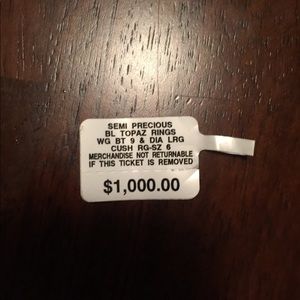 SEMI PRECIOUS
BL TOPAZ RINGS
WG BT 9 & DIA LRG
CUSH RG-SZ 6
MERCHANDISE NOT RETURNABLE
IF THIS TICKET IS REMOVED
$1,000.00